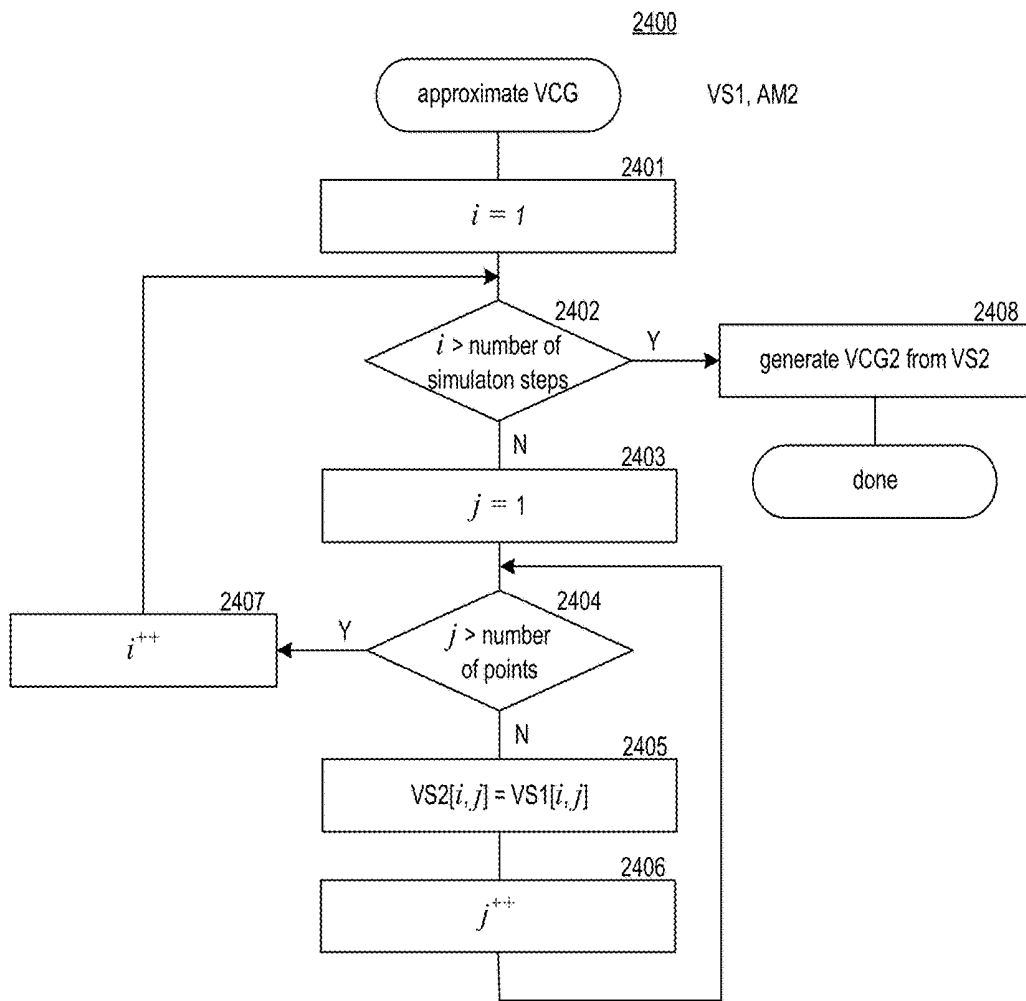 2400
approximate VCG
VS1, AM2
2401
i = 1
2402
i > number of
simulaton steps
Y
2408
generate VCG2 from VS2
N
done
2403
j = 1
2404
j > number
of points
Y
2407
i++
N
2405
VS2[i, j] = VS1[i, j]
2406
j++